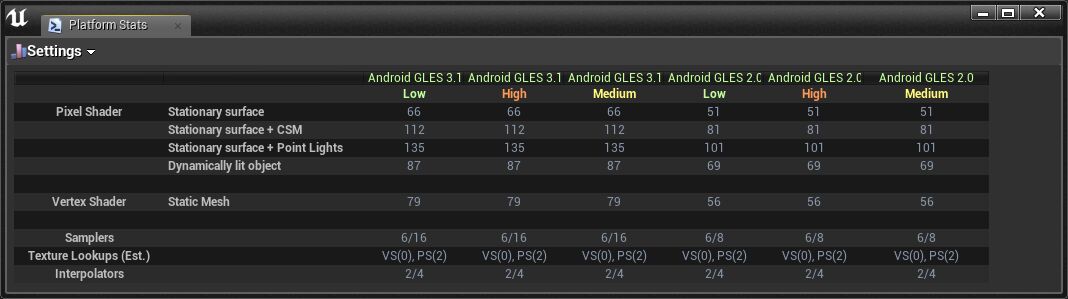 Platform Stats
Settings
Android GLES 3.1 Android GLES 3.1 Android GLES 3.1 Android GLES 2.0 Android GLES 2.0 Android GLES 2.0
Low High Medium Low High Medium
Pixel Shader Stationary surface 66 66 66 51 51 51
Stationary surface + CSM 112 112 112 81 81 81
Stationary surface + Point Lights 135 135 135 101 101 101
Dynamically lit object 87 87 87 69 69 69
Vertex Shader Static Mesh 79 79 79 56 56 56
Samplers 6/16 6/16 6/16 6/8 6/8 6/8
Texture Lookups (Est.) VS(0), PS(2) VS(0), PS(2) VS(0), PS(2) VS(0), PS(2) VS(0), PS(2) VS(0), PS(2)
Interpolators 2/4 2/4 2/4 2/4 2/4 2/4